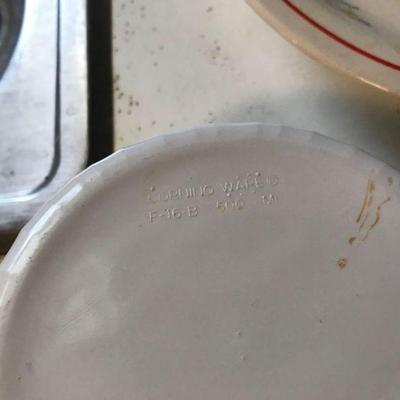 CORNING WARE ®
F-16-B 500 Ml